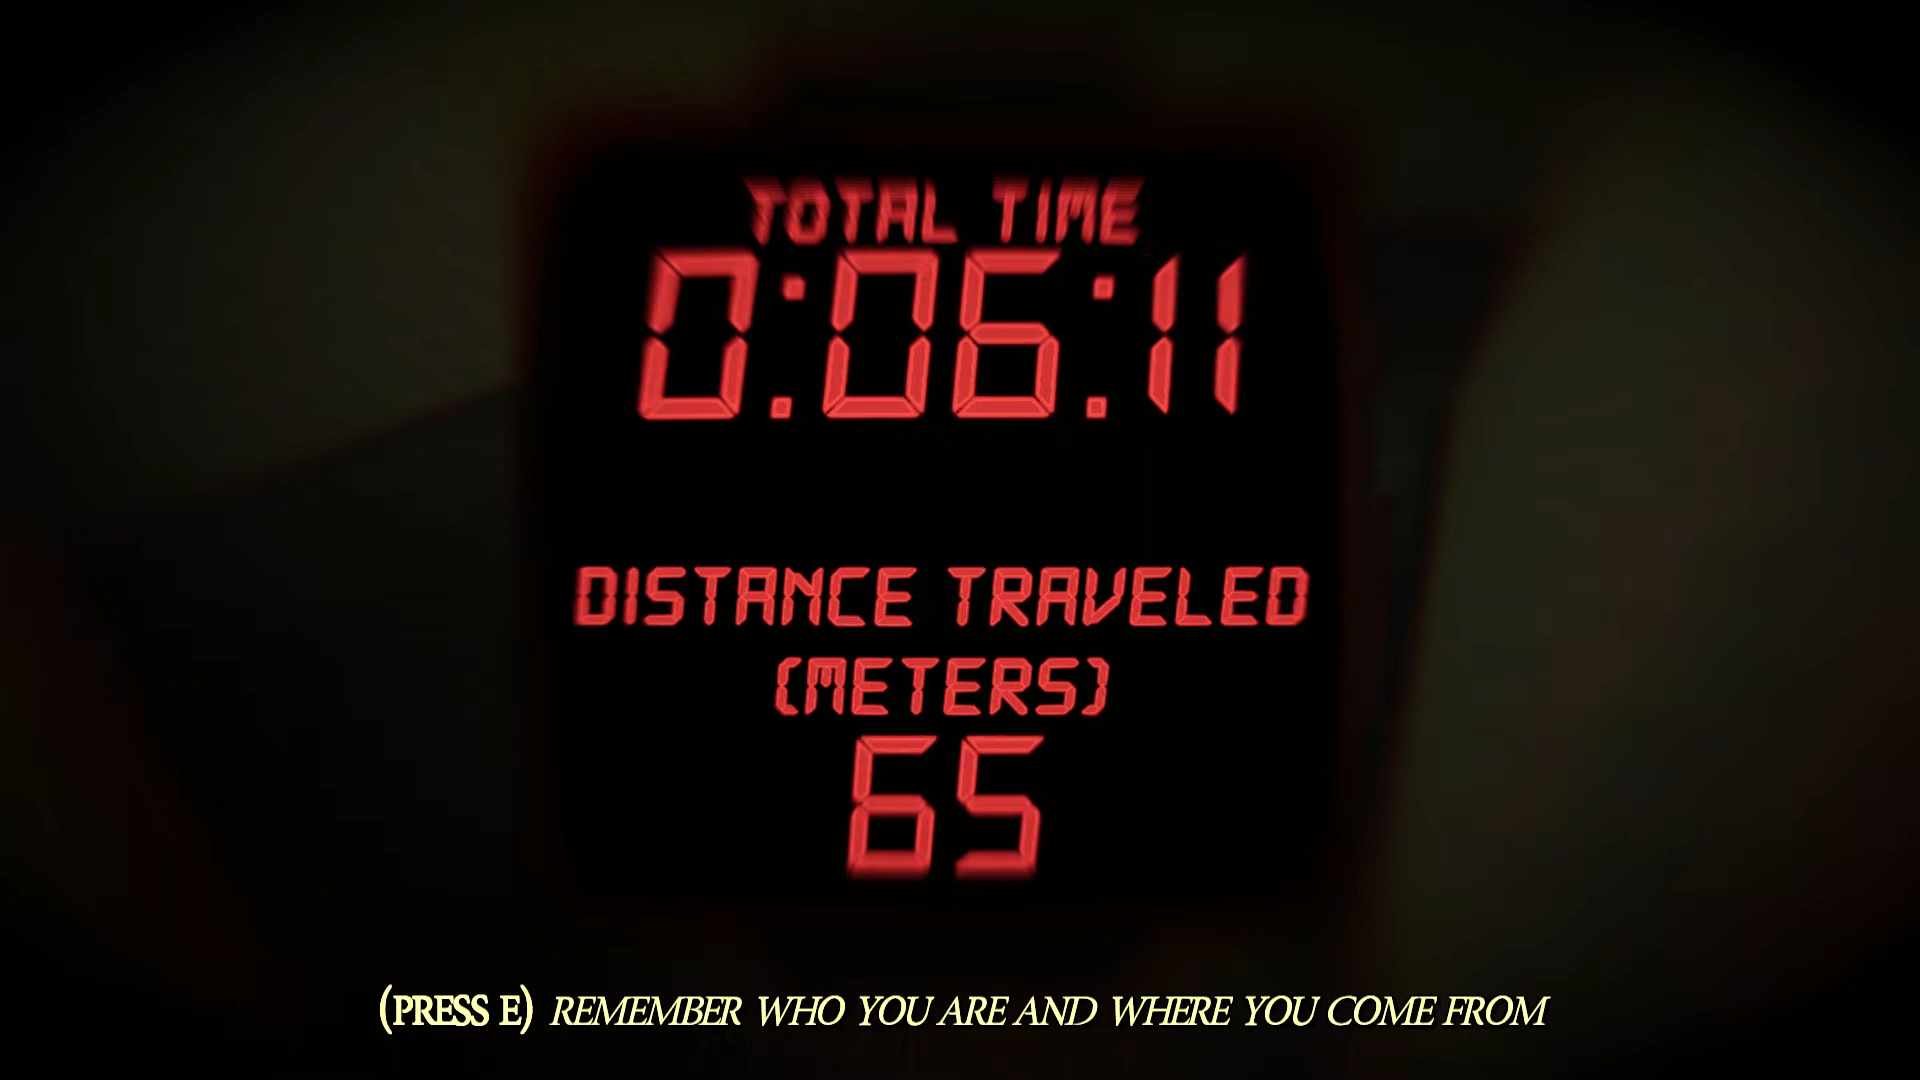 TOTAL TIME
0:06:11
DISTANCE TRAVELED
(METERS)
65
(PRESS E) REMEMBER WHO YOU ARE AND WHERE YOU COME FROM